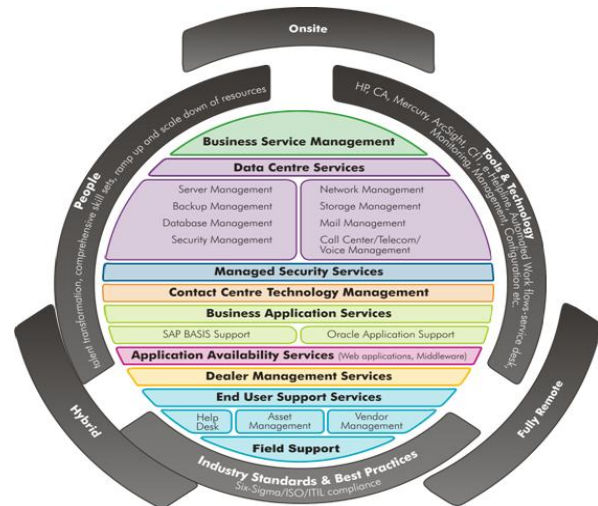 Onsite
People
talent transformation, comprehensive skill sets, ramp up and scale down of resources
Tools & Technology
HP, CA, Mercury, ArcSight, CIT, e-Helpline, Automated Work flows-service desk,
Monitoring, Management, Configuration etc.
Business Service Management
Data Centre Services
Server Management
Backup Management
Database Management
Security Management
Network Management
Storage Management
Mail Management
Call Center/Telecom/
Voice Management
Managed Security Services
Contact Centre Technology Management
Business Application Services
SAP BASIS Support
Oracle Application Support
Application Availability Services (Web applications, Middleware)
Dealer Management Services
End User Support Services
Help
Desk
Asset
Management
Vendor
Management
Field Support
Hybrid
Fully Remote
Industry Standards & Best Practices
Six-Sigma/ISO/ITIL compliance